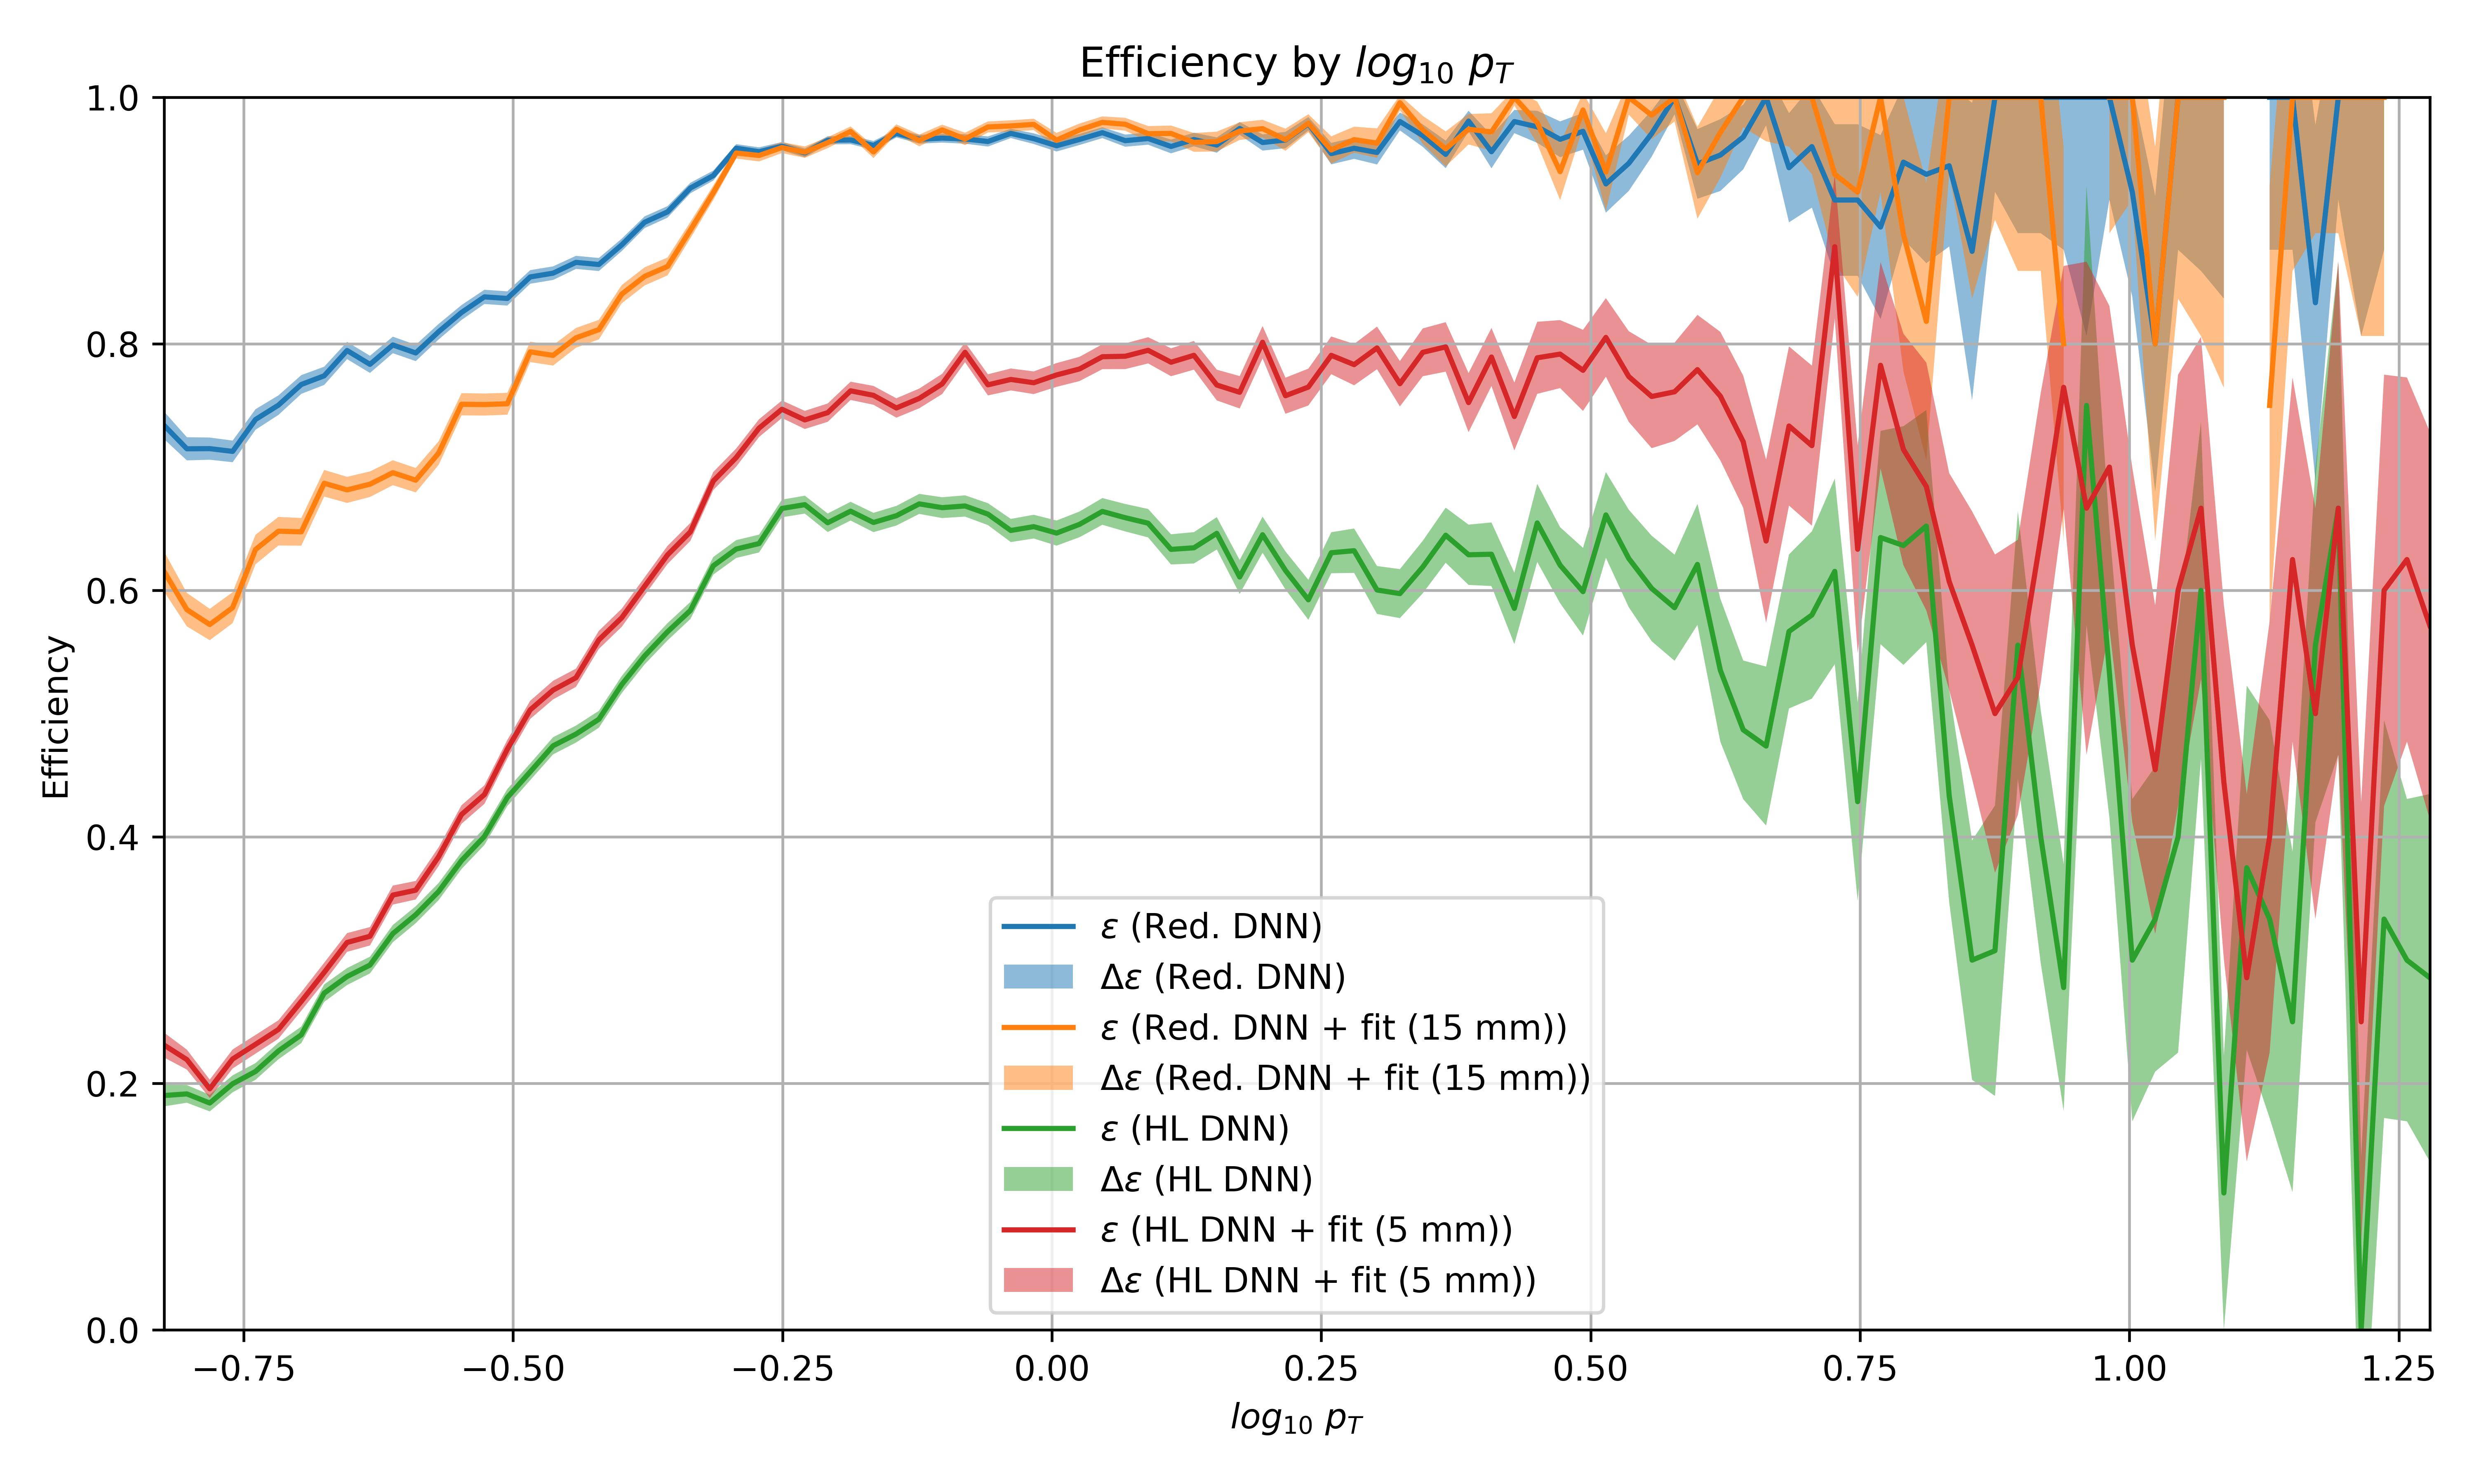 Efficiency by log₁₀ p_T
1.0
0.8
0.6
0.4
0.2
0.0
Efficiency
ε (Red. DNN)
Δε (Red. DNN)
ε (Red. DNN + fit (15 mm))
Δε (Red. DNN + fit (15 mm))
ε (HL DNN)
Δε (HL DNN)
ε (HL DNN + fit (5 mm))
Δε (HL DNN + fit (5 mm))
−0.75 −0.50 −0.25 0.00 0.25 0.50 0.75 1.00 1.25
log₁₀ p_T